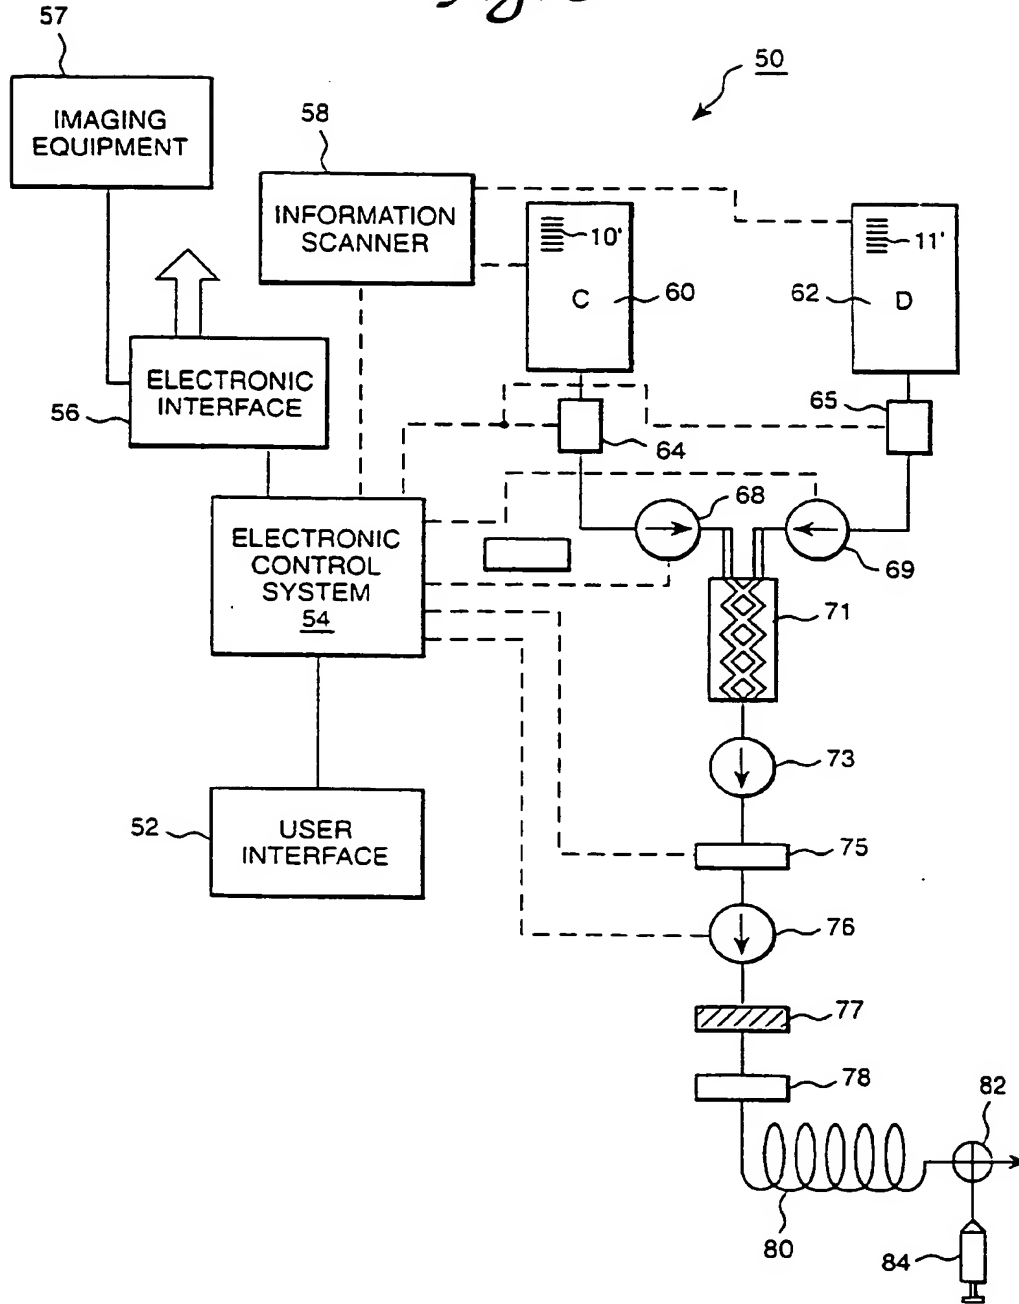 57
50
IMAGING
EQUIPMENT
58
INFORMATION
SCANNER
10'
11'
C
60
62
D
ELECTRONIC
INTERFACE
56
65
64
68
ELECTRONIC
CONTROL
SYSTEM
54
69
71
73
52
USER
INTERFACE
75
76
77
78
82
80
84